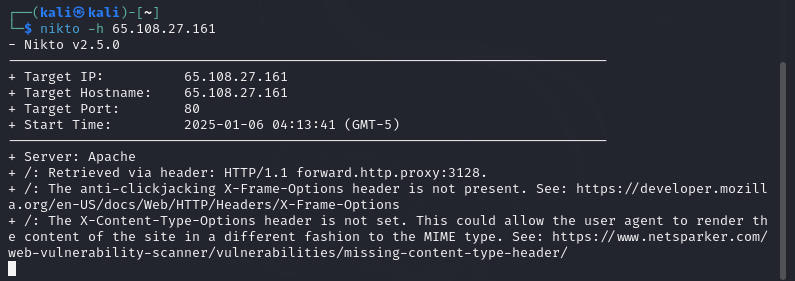 ┌──(kali㉿kali)-[~]
└─$ nikto -h 65.108.27.161
- Nikto v2.5.0
---------------------------------------------------------------------------
+ Target IP:          65.108.27.161
+ Target Hostname:    65.108.27.161
+ Target Port:        80
+ Start Time:         2025-01-06 04:13:41 (GMT-5)
---------------------------------------------------------------------------
+ Server: Apache
+ /: Retrieved via header: HTTP/1.1 forward.http.proxy:3128.
+ /: The anti-clickjacking X-Frame-Options header is not present. See: https://developer.mozill
a.org/en-US/docs/Web/HTTP/Headers/X-Frame-Options
+ /: The X-Content-Type-Options header is not set. This could allow the user agent to render th
e content of the site in a different fashion to the MIME type. See: https://www.netsparker.com/
web-vulnerability-scanner/vulnerabilities/missing-content-type-header/